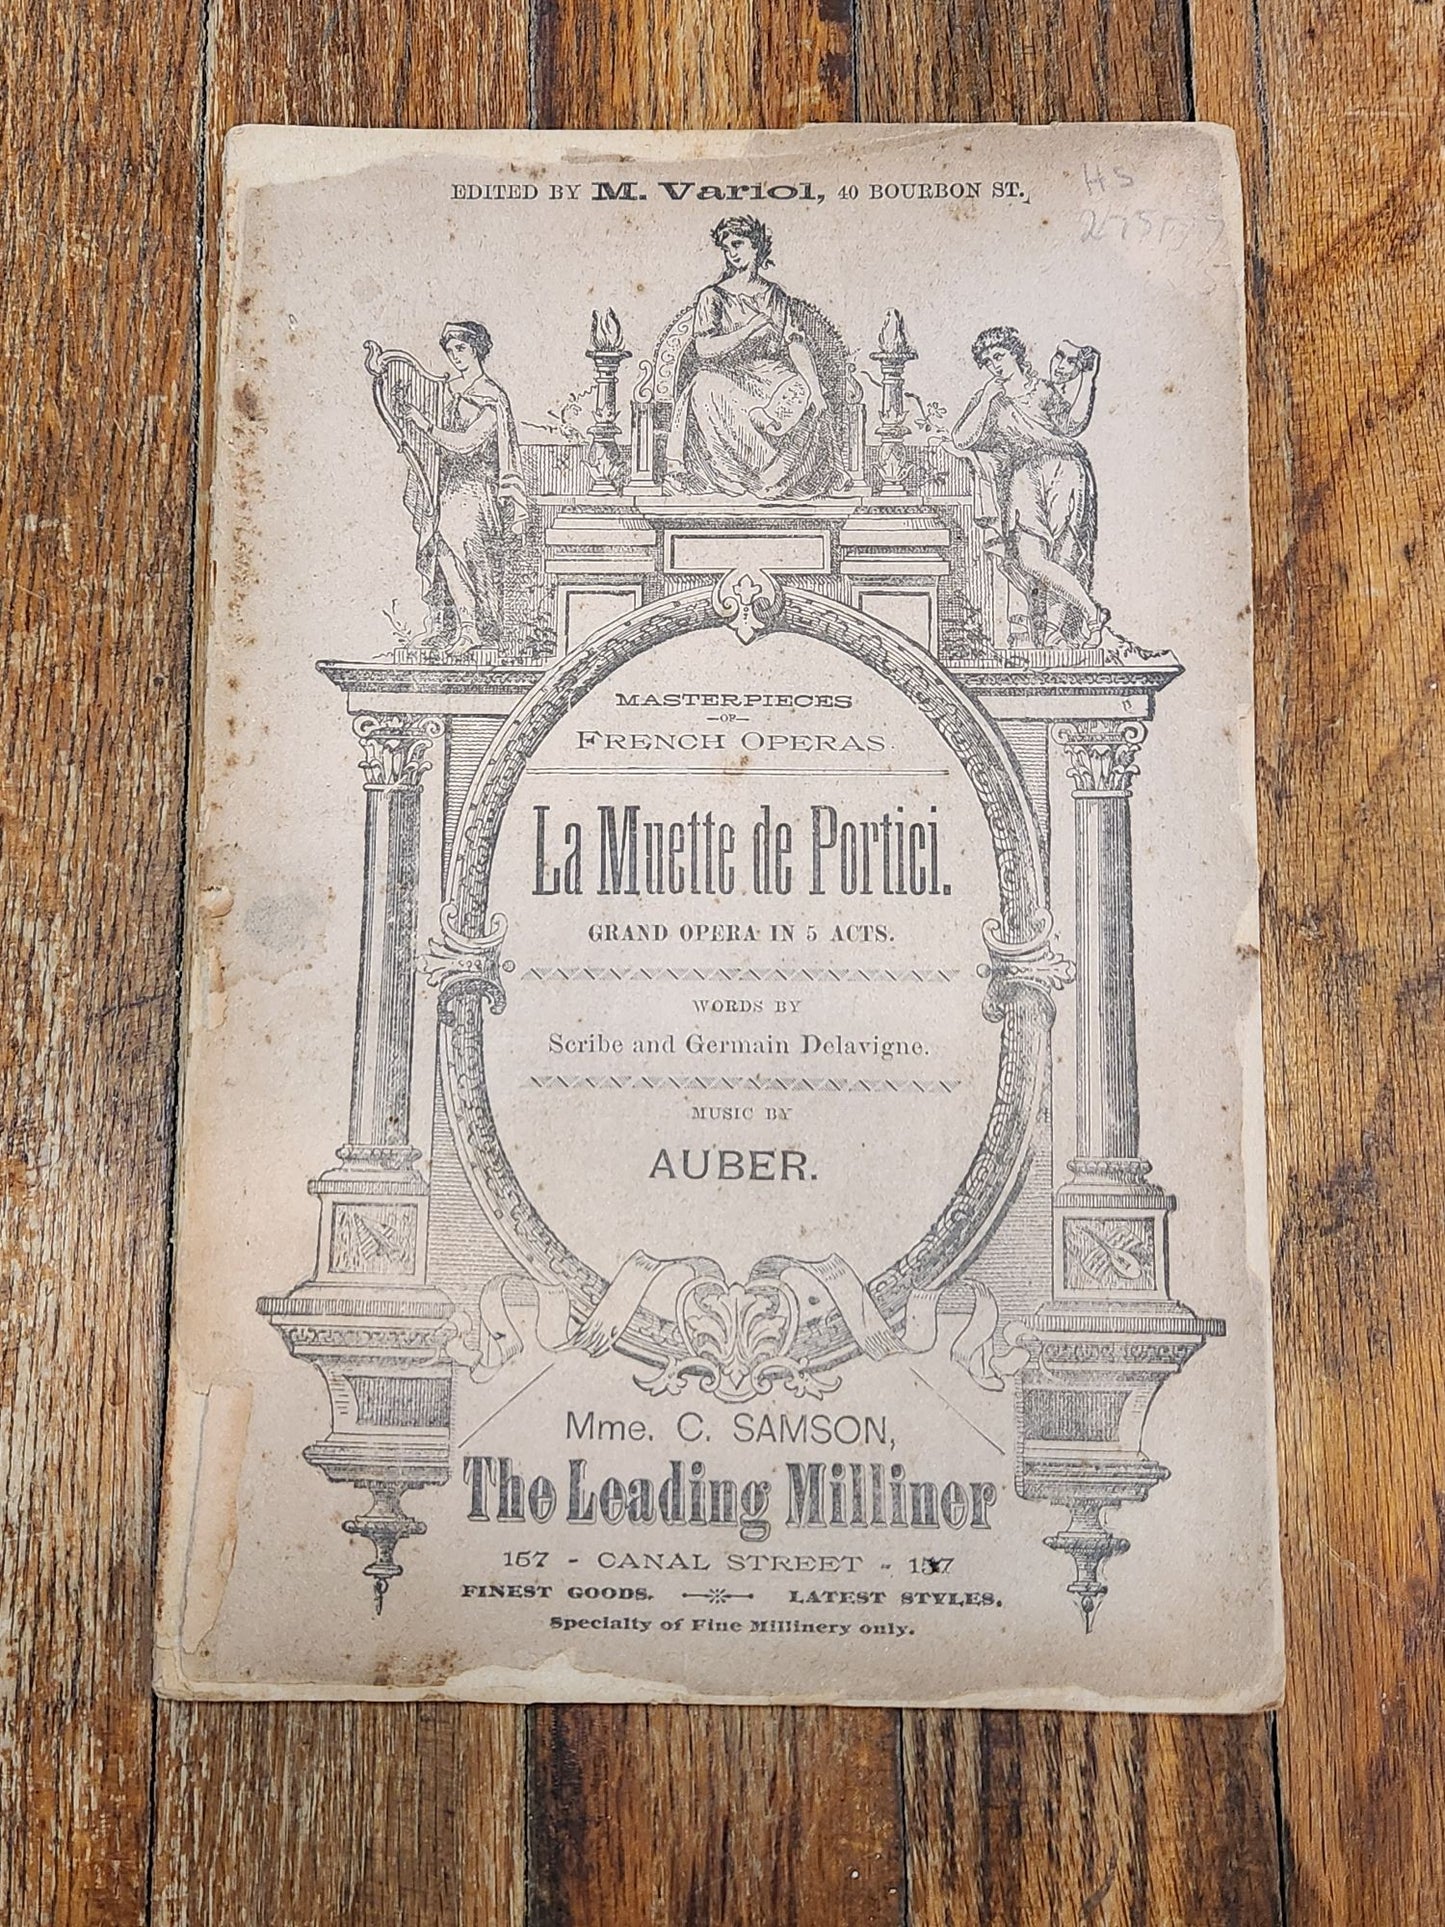 EDITED BY M. Variol, 40 BOURBON ST.,
HS
MASTERPIECES
—OF—
FRENCH OPERAS.
La Muette de Portici.
GRAND OPERA IN 5 ACTS.
WORDS BY
Scribe and Germain Delavigne.
MUSIC BY
AUBER.
Mme. C. SAMSON,
The Leading Milliner
157 - CANAL STREET - 157
FINEST GOODS. LATEST STYLES.
Specialty of Fine Millinery only.